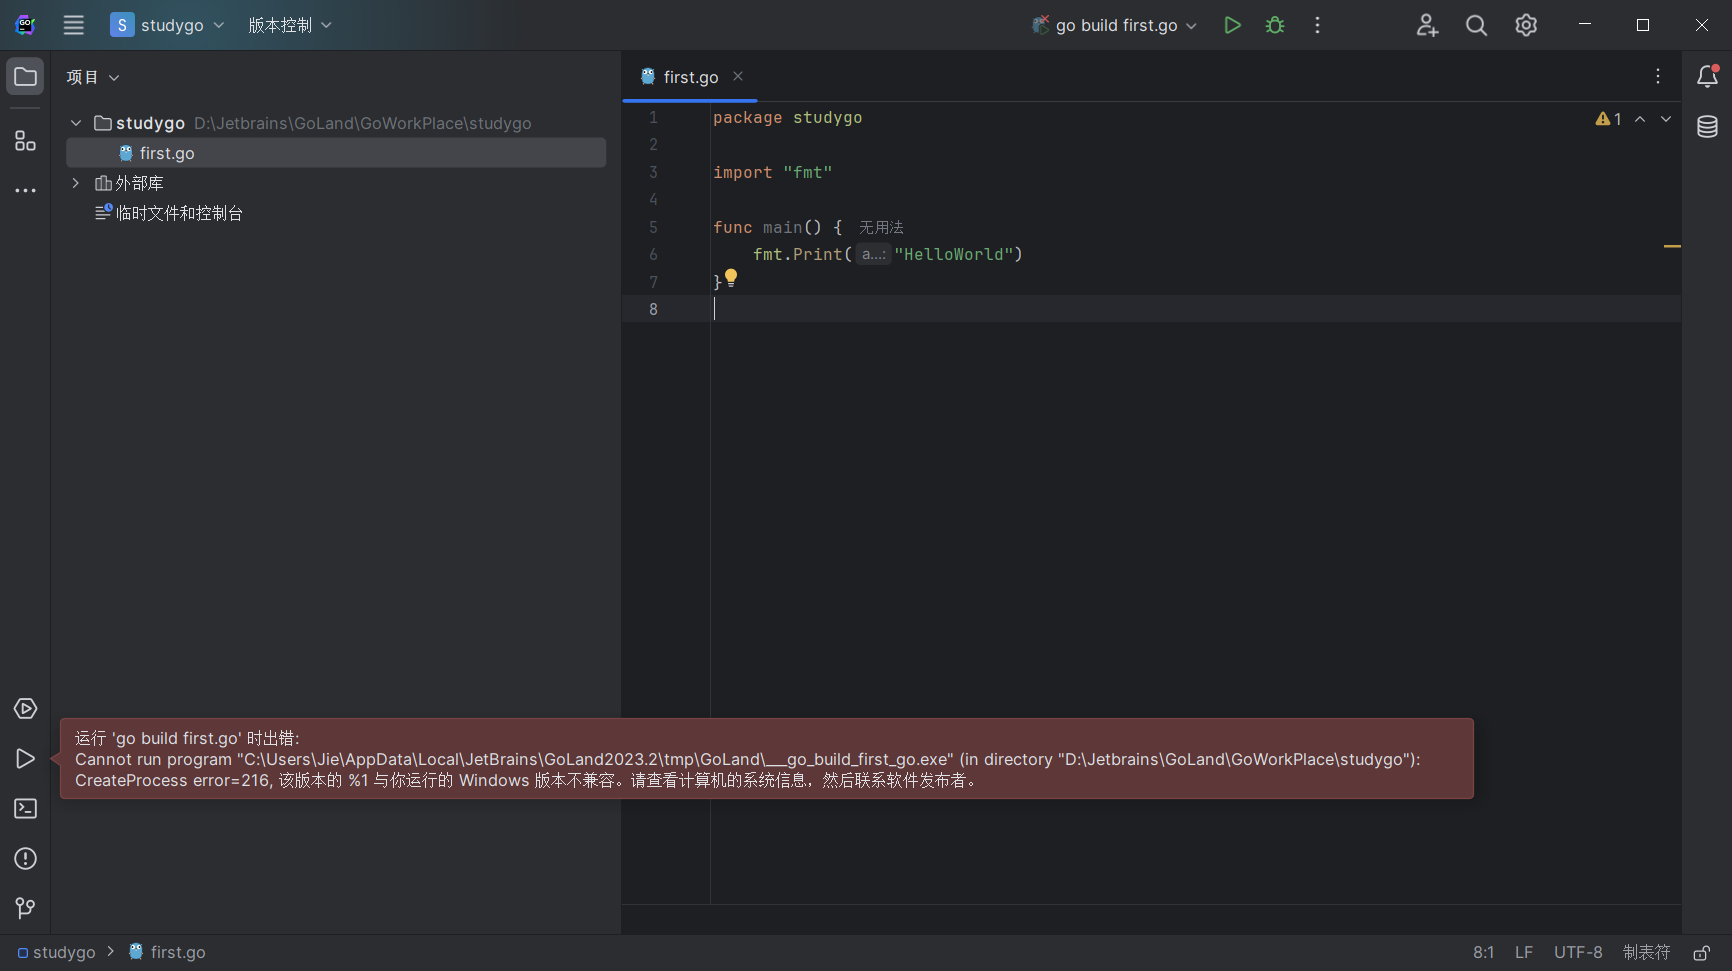 S studygo 版本控制 go build first.go
项目
first.go
studygo D:\Jetbrains\GoLand\GoWorkPlace\studygo
first.go
外部库
临时文件和控制台
1 package studygo
2
3 import "fmt"
4
5 func main() { 无用法
6 fmt.Print( a...: "HelloWorld")
7 }
8
1
运行 'go build first.go' 时出错:
Cannot run program "C:\Users\Jie\AppData\Local\JetBrains\GoLand2023.2\tmp\GoLand\___go_build_first_go.exe" (in directory "D:\Jetbrains\GoLand\GoWorkPlace\studygo"):
CreateProcess error=216, 该版本的 %1 与你运行的 Windows 版本不兼容。请查看计算机的系统信息，然后联系软件发布者。
studygo > first.go 8:1 LF UTF-8 制表符